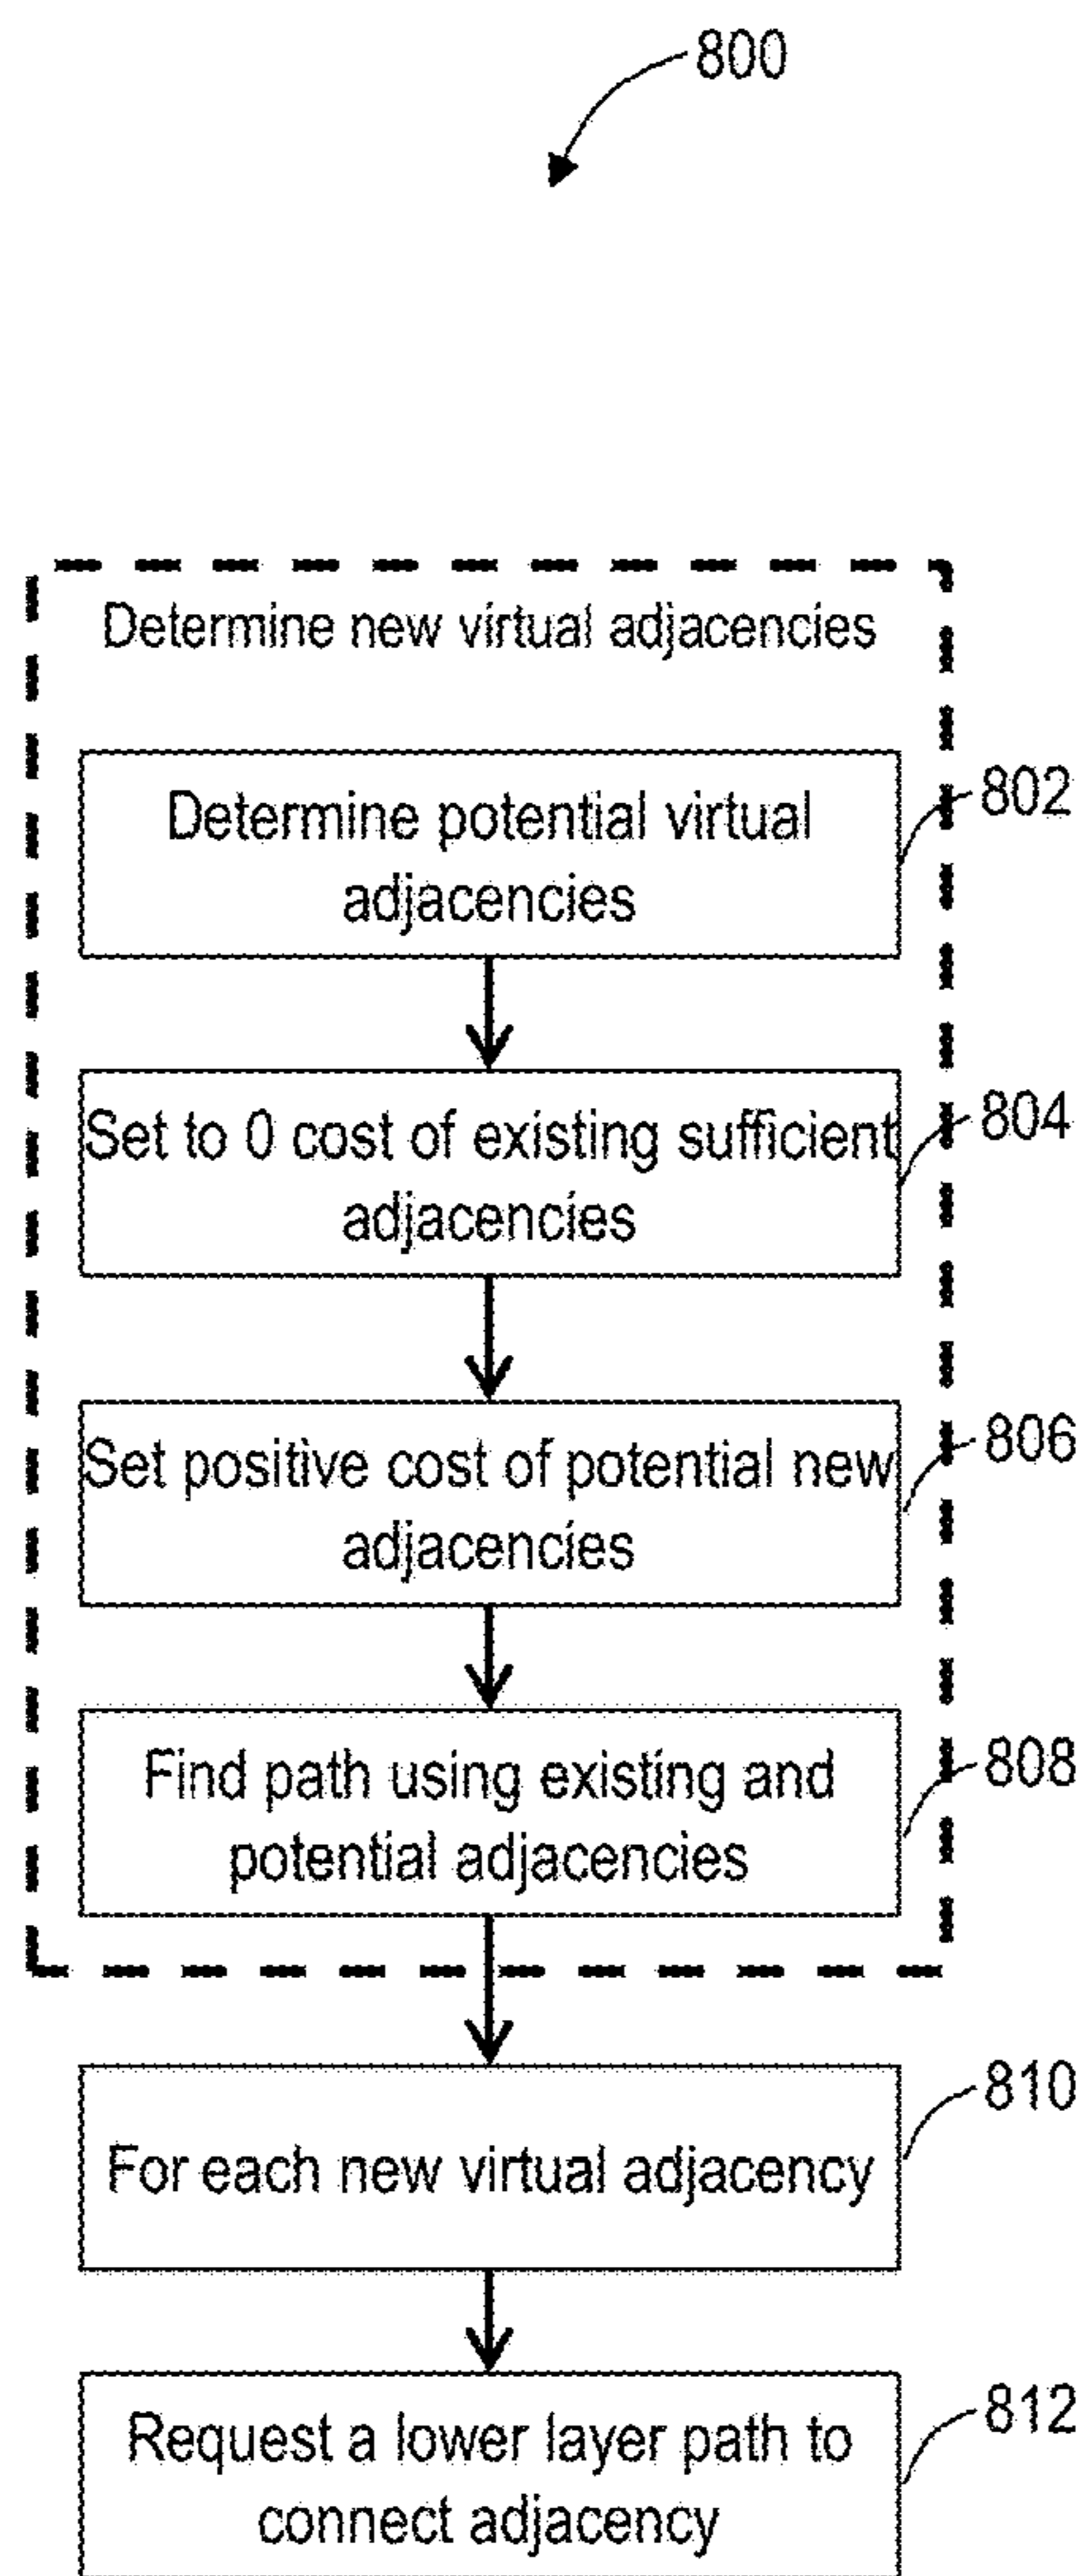 800
Determine new virtual adjacencies
Determine potential virtual
adjacencies
802
Set to 0 cost of existing sufficient
adjacencies
804
Set positive cost of potential new
adjacencies
806
Find path using existing and
potential adjacencies
808
For each new virtual adjacency
810
Request a lower layer path to
connect adjacency
812